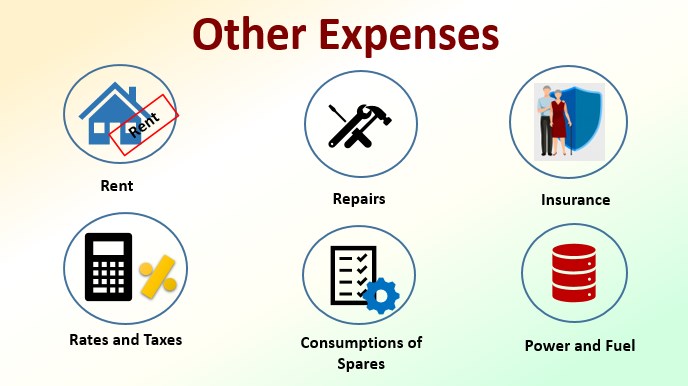 Other Expenses
Rent
Rent
Repairs
Insurance
Rates and Taxes
Consumptions of
Spares
Power and Fuel